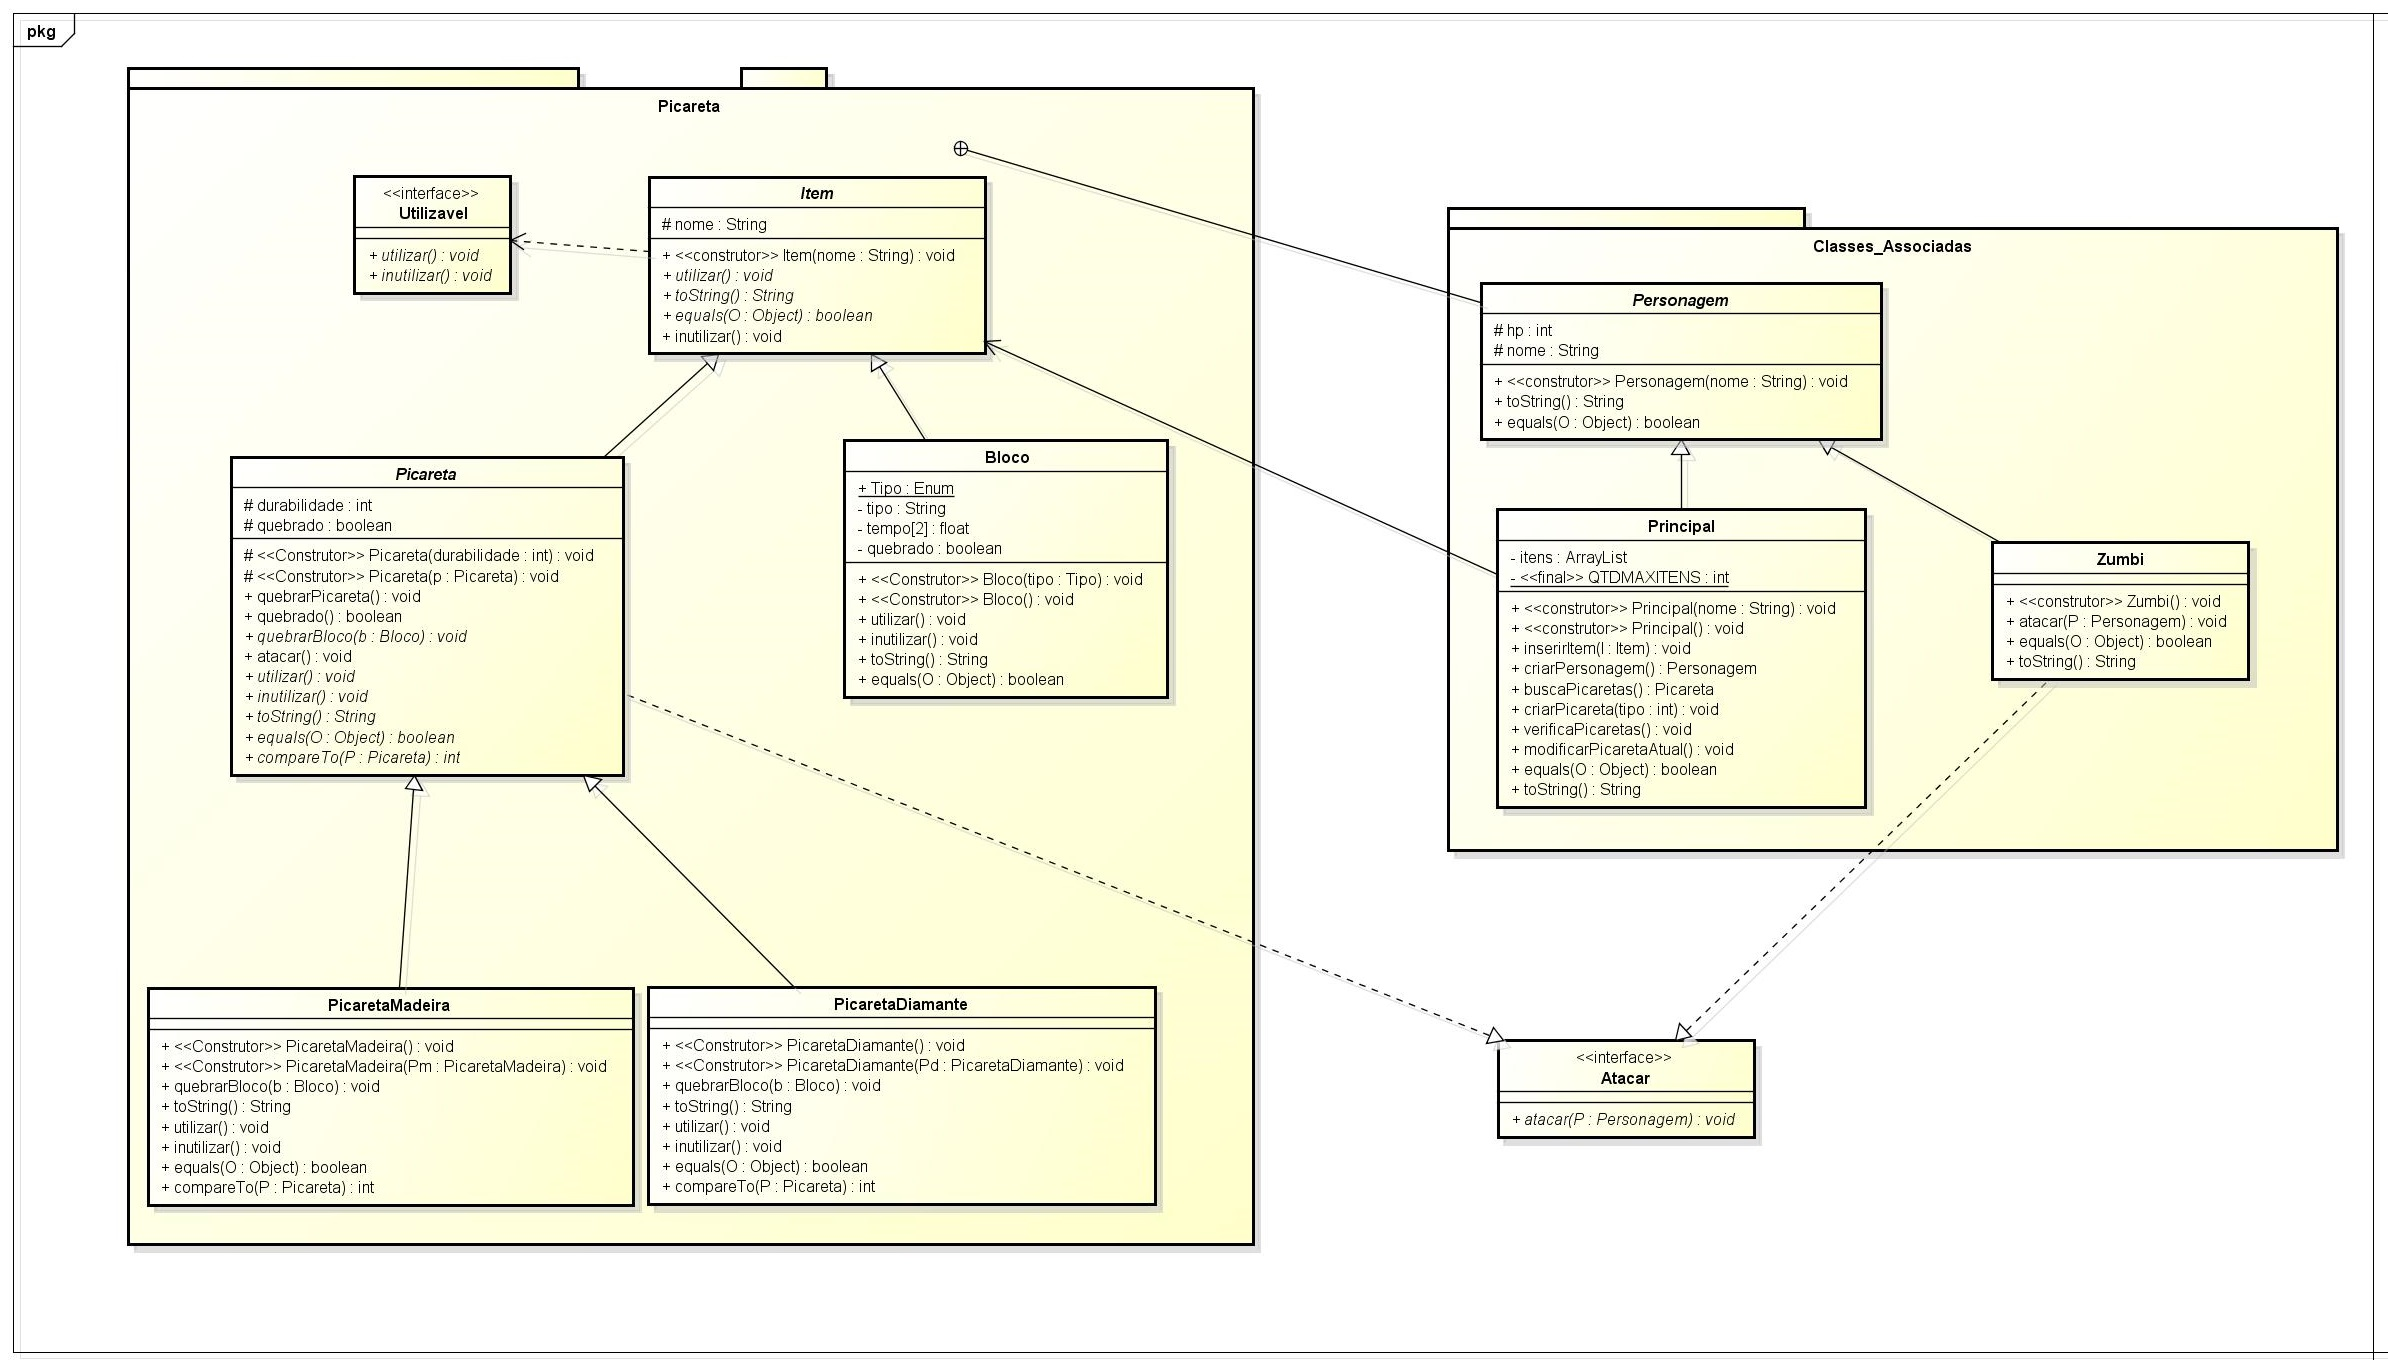 pkg
Picareta
<<interface>>
Utilizavel
+ utilizar() : void
+ inutilizar() : void
Item
# nome : String
+ <<construtor>> Item(nome : String) : void
+ utilizar() : void
+ toString() : String
+ equals(O : Object) : boolean
+ inutilizar() : void
Picareta
# durabilidade : int
# quebrado : boolean
# <<Construtor>> Picareta(durabilidade : int) : void
# <<Construtor>> Picareta(p : Picareta) : void
+ quebrarPicareta() : void
+ quebrado() : boolean
+ quebrarBloco(b : Bloco) : void
+ atacar() : void
+ utilizar() : void
+ inutilizar() : void
+ toString() : String
+ equals(O : Object) : boolean
+ compareTo(P : Picareta) : int
Bloco
+ Tipo : Enum
- tipo : String
- tempo[2] : float
- quebrado : boolean
+ <<Construtor>> Bloco(tipo : Tipo) : void
+ <<Construtor>> Bloco() : void
+ utilizar() : void
+ inutilizar() : void
+ toString() : String
+ equals(O : Object) : boolean
PicaretaMadeira
+ <<Construtor>> PicaretaMadeira() : void
+ <<Construtor>> PicaretaMadeira(Pm : PicaretaMadeira) : void
+ quebrarBloco(b : Bloco) : void
+ toString() : String
+ utilizar() : void
+ inutilizar() : void
+ equals(O : Object) : boolean
+ compareTo(P : Picareta) : int
PicaretaDiamante
+ <<Construtor>> PicaretaDiamante() : void
+ <<Construtor>> PicaretaDiamante(Pd : PicaretaDiamante) : void
+ quebrarBloco(b : Bloco) : void
+ toString() : String
+ utilizar() : void
+ inutilizar() : void
+ equals(O : Object) : boolean
+ compareTo(P : Picareta) : int
Classes_Associadas
Personagem
# hp : int
# nome : String
+ <<construtor>> Personagem(nome : String) : void
+ toString() : String
+ equals(O : Object) : boolean
Principal
- itens : ArrayList
- <<final>> QTDMAXITENS : int
+ <<construtor>> Principal(nome : String) : void
+ <<construtor>> Principal() : void
+ inserirItem(I : Item) : void
+ criarPersonagem() : Personagem
+ buscaPicaretas() : Picareta
+ criarPicareta(tipo : int) : void
+ verificaPicaretas() : void
+ modificarPicaretaAtual() : void
+ equals(O : Object) : boolean
+ toString() : String
Zumbi
+ <<construtor>> Zumbi() : void
+ atacar(P : Personagem) : void
+ equals(O : Object) : boolean
+ toString() : String
<<interface>>
Atacar
+ atacar(P : Personagem) : void